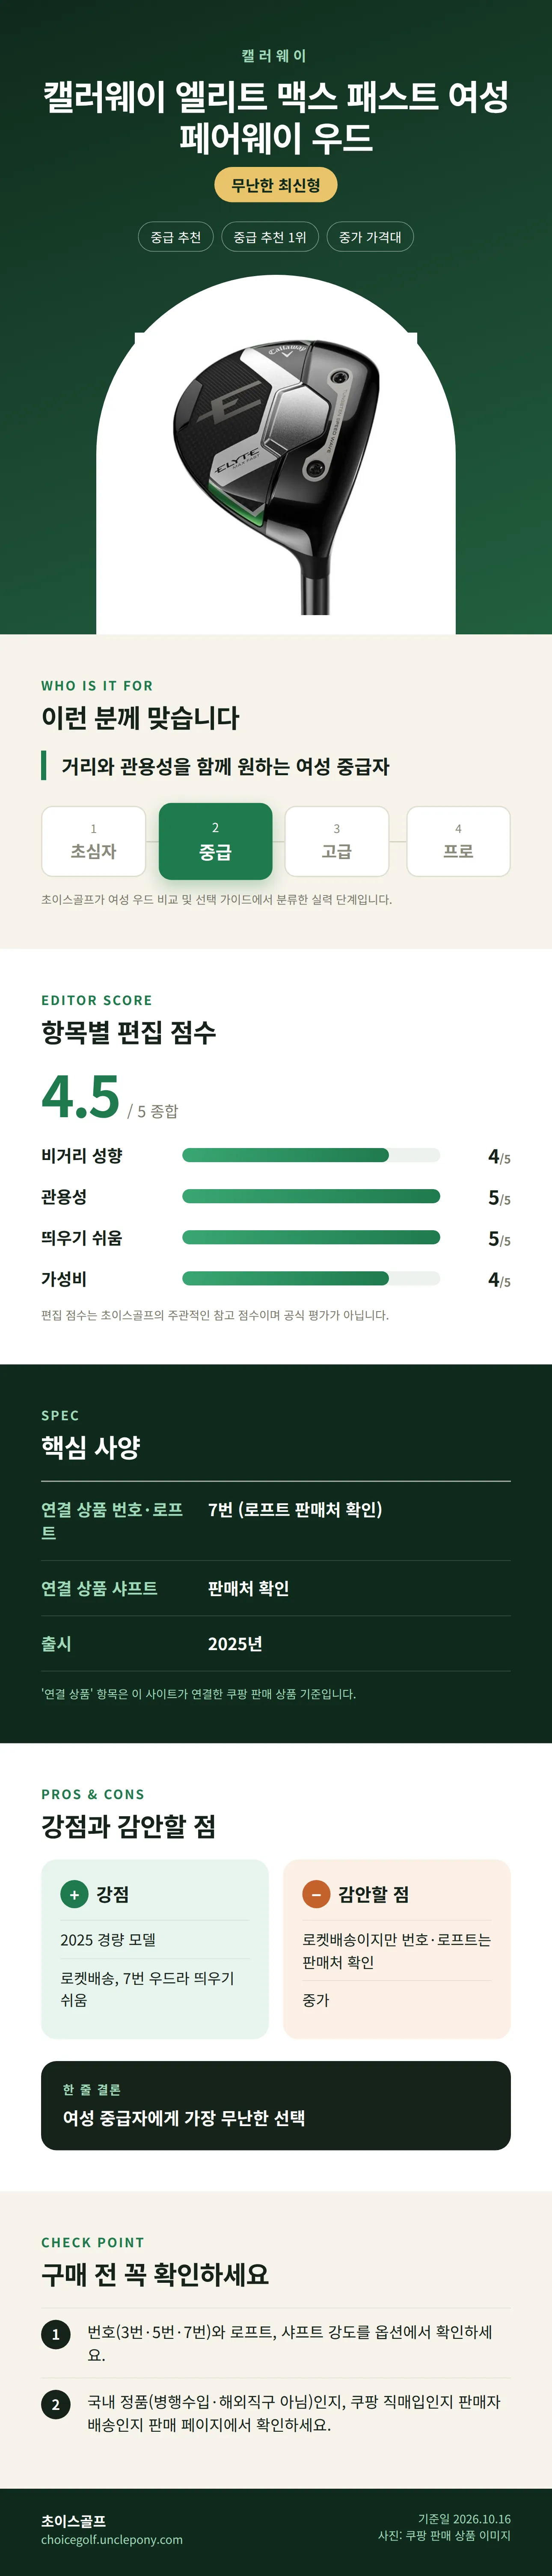 캘러웨이
캘러웨이 엘리트 맥스 패스트 여성
페어웨이 우드
무난한 최신형
중급 추천
중급 추천 1위
중가 가격대
Callaway
ELYTE
MAX FAST
SPEED WAVE
WHO IS IT FOR
이런 분께 맞습니다
거리와 관용성을 함께 원하는 여성 중급자
1
초심자
2
중급
3
고급
4
프로
초이스골프가 여성 우드 비교 및 선택 가이드에서 분류한 실력 단계입니다.
EDITOR SCORE
항목별 편집 점수
4.5 / 5 종합
비거리 성향 4/5
관용성 5/5
띄우기 쉬움 5/5
가성비 4/5
편집 점수는 초이스골프의 주관적인 참고 점수이며 공식 평가가 아닙니다.
SPEC
핵심 사양
연결 상품 번호·로프트 7번 (로프트 판매처 확인)
연결 상품 샤프트 판매처 확인
출시 2025년
'연결 상품' 항목은 이 사이트가 연결한 쿠팡 판매 상품 기준입니다.
PROS & CONS
강점과 감안할 점
+ 강점
2025 경량 모델
로켓배송, 7번 우드라 띄우기
쉬움
− 감안할 점
로켓배송이지만 번호·로프트는
판매처 확인
중가
한 줄 결론
여성 중급자에게 가장 무난한 선택
CHECK POINT
구매 전 꼭 확인하세요
1 번호(3번·5번·7번)와 로프트, 샤프트 강도를 옵션에서 확인하세
요.
2 국내 정품(병행수입·해외직구 아님)인지, 쿠팡 직매입인지 판매자
배송인지 판매 페이지에서 확인하세요.
초이스골프
choicegolf.unclepony.com
기준일 2026.10.16
사진: 쿠팡 판매 상품 이미지